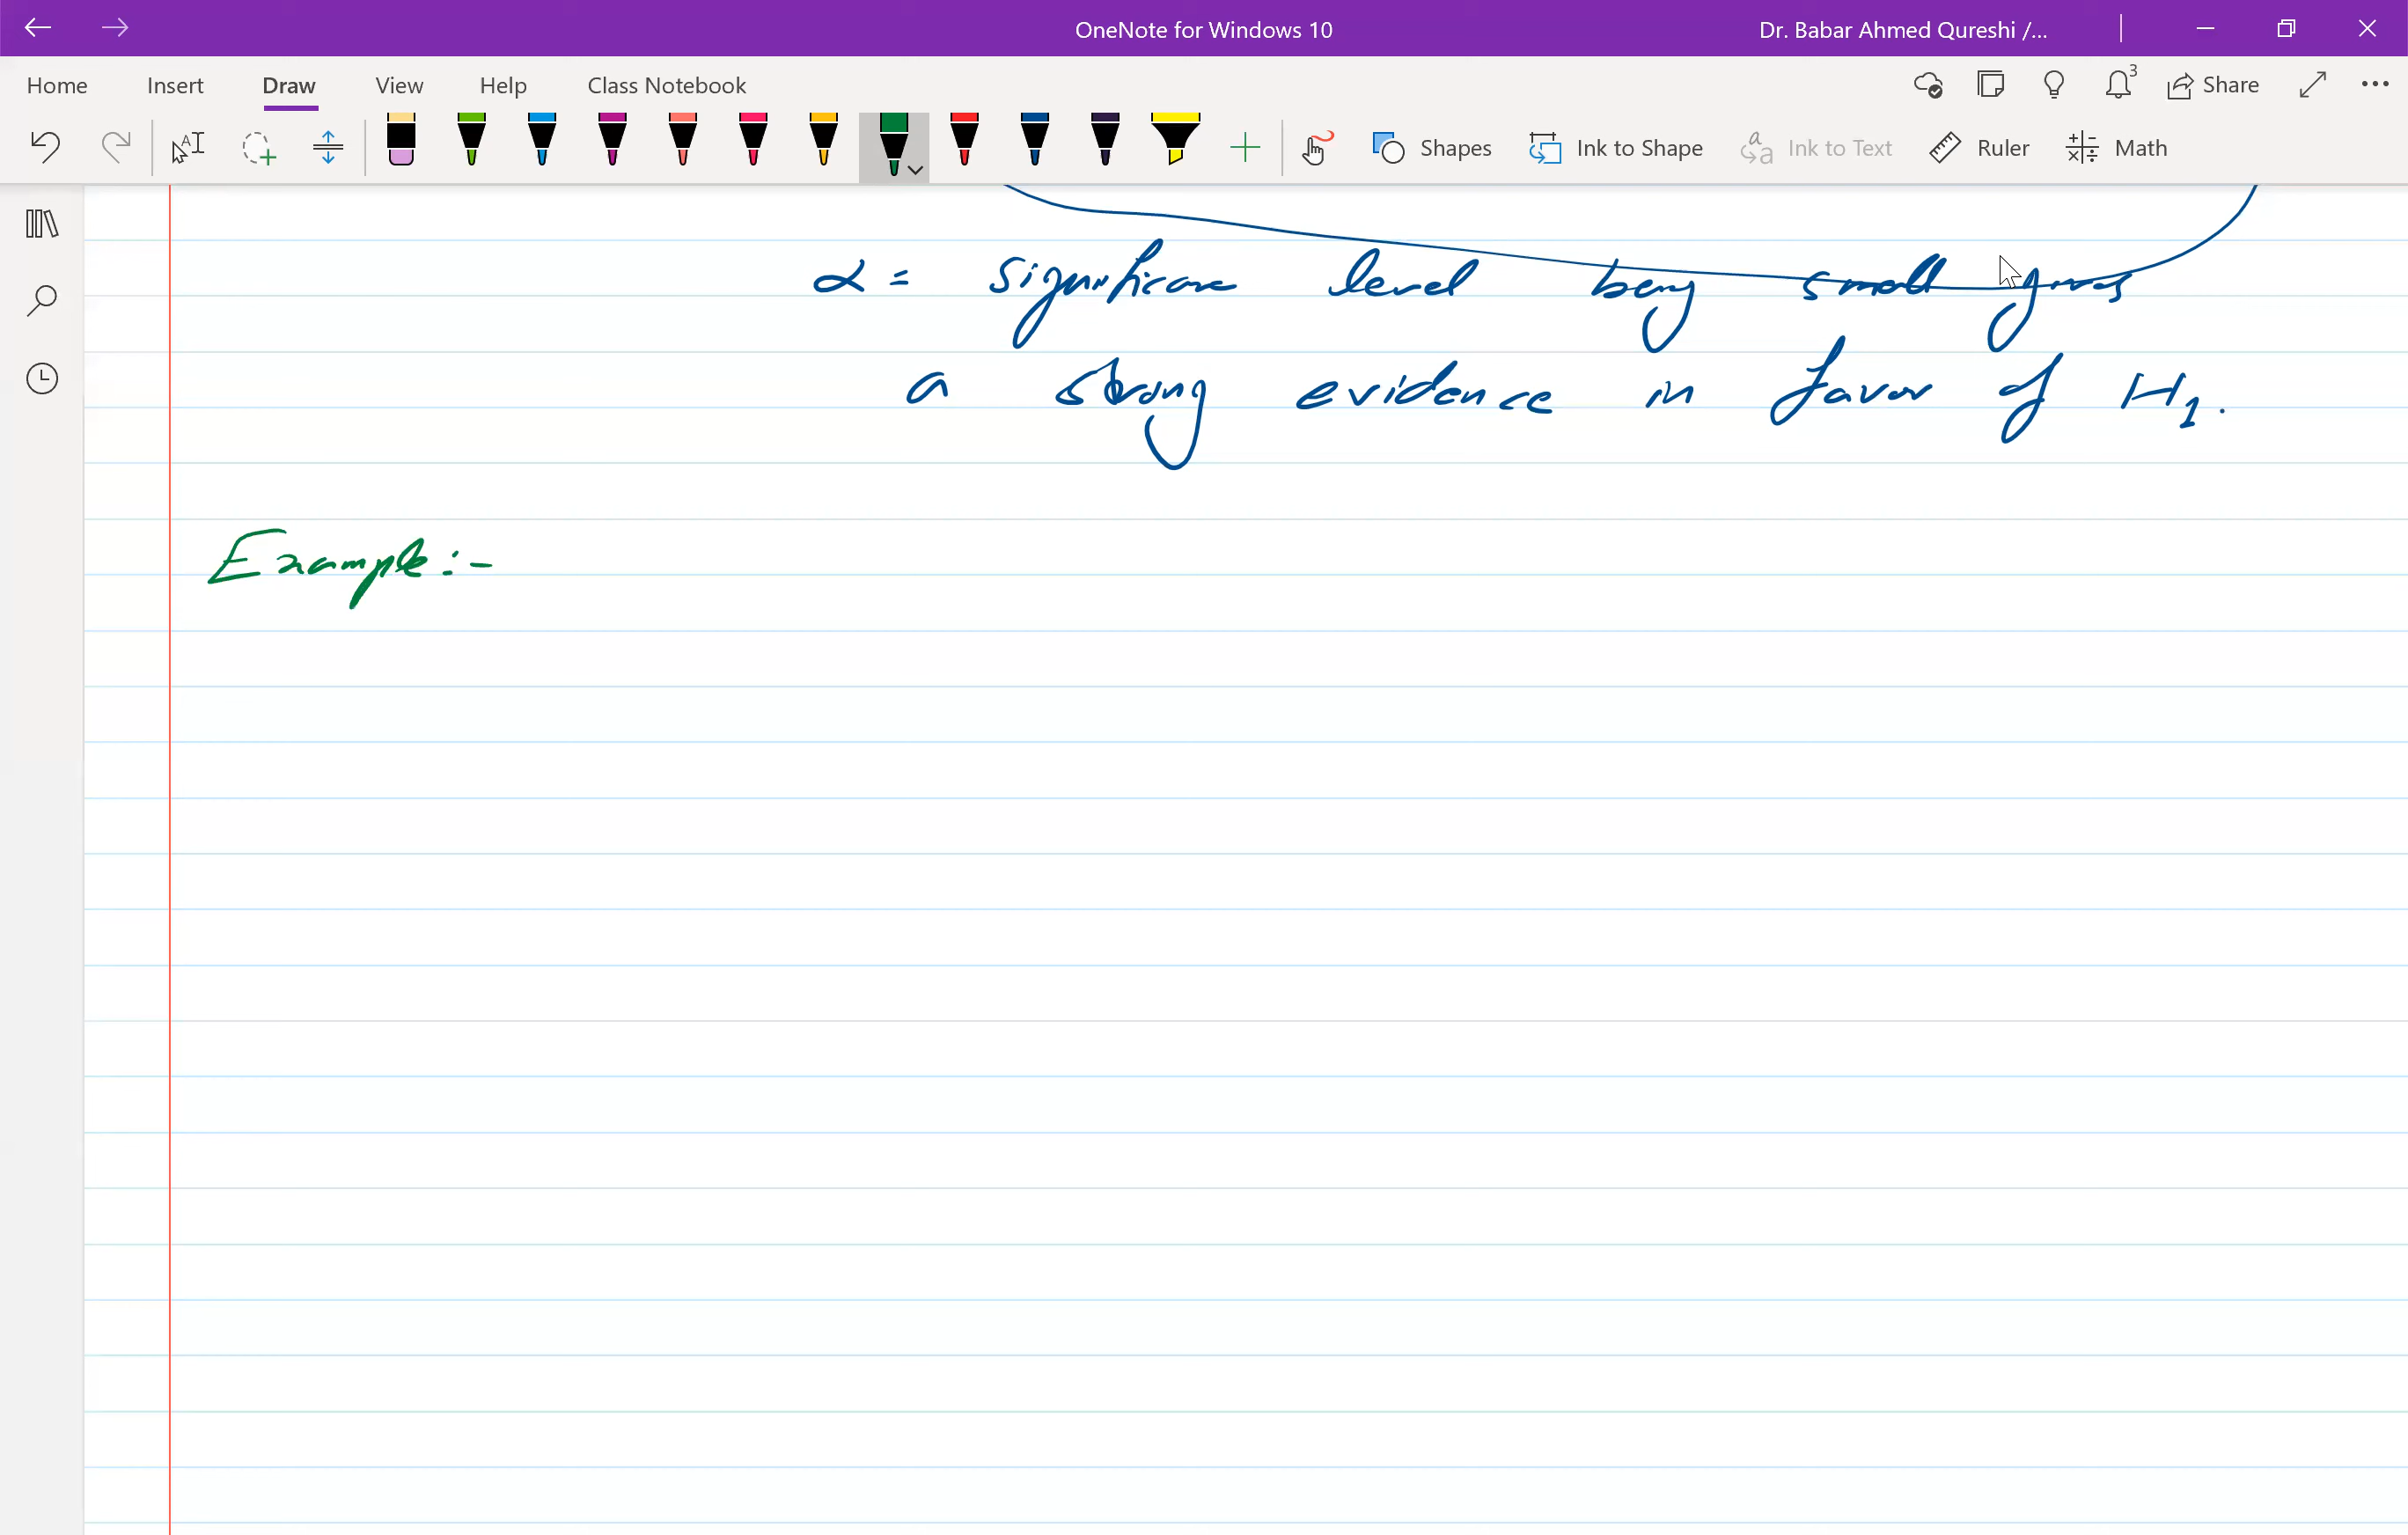 OneNote for Windows 10 Dr. Babar Ahmed Qureshi /...
Home Insert Draw View Help Class Notebook 3 Share
Shapes Ink to Shape Ink to Text Ruler Math
α = significance level being small gives
a strong evidence in favor of H₁.
Example:-